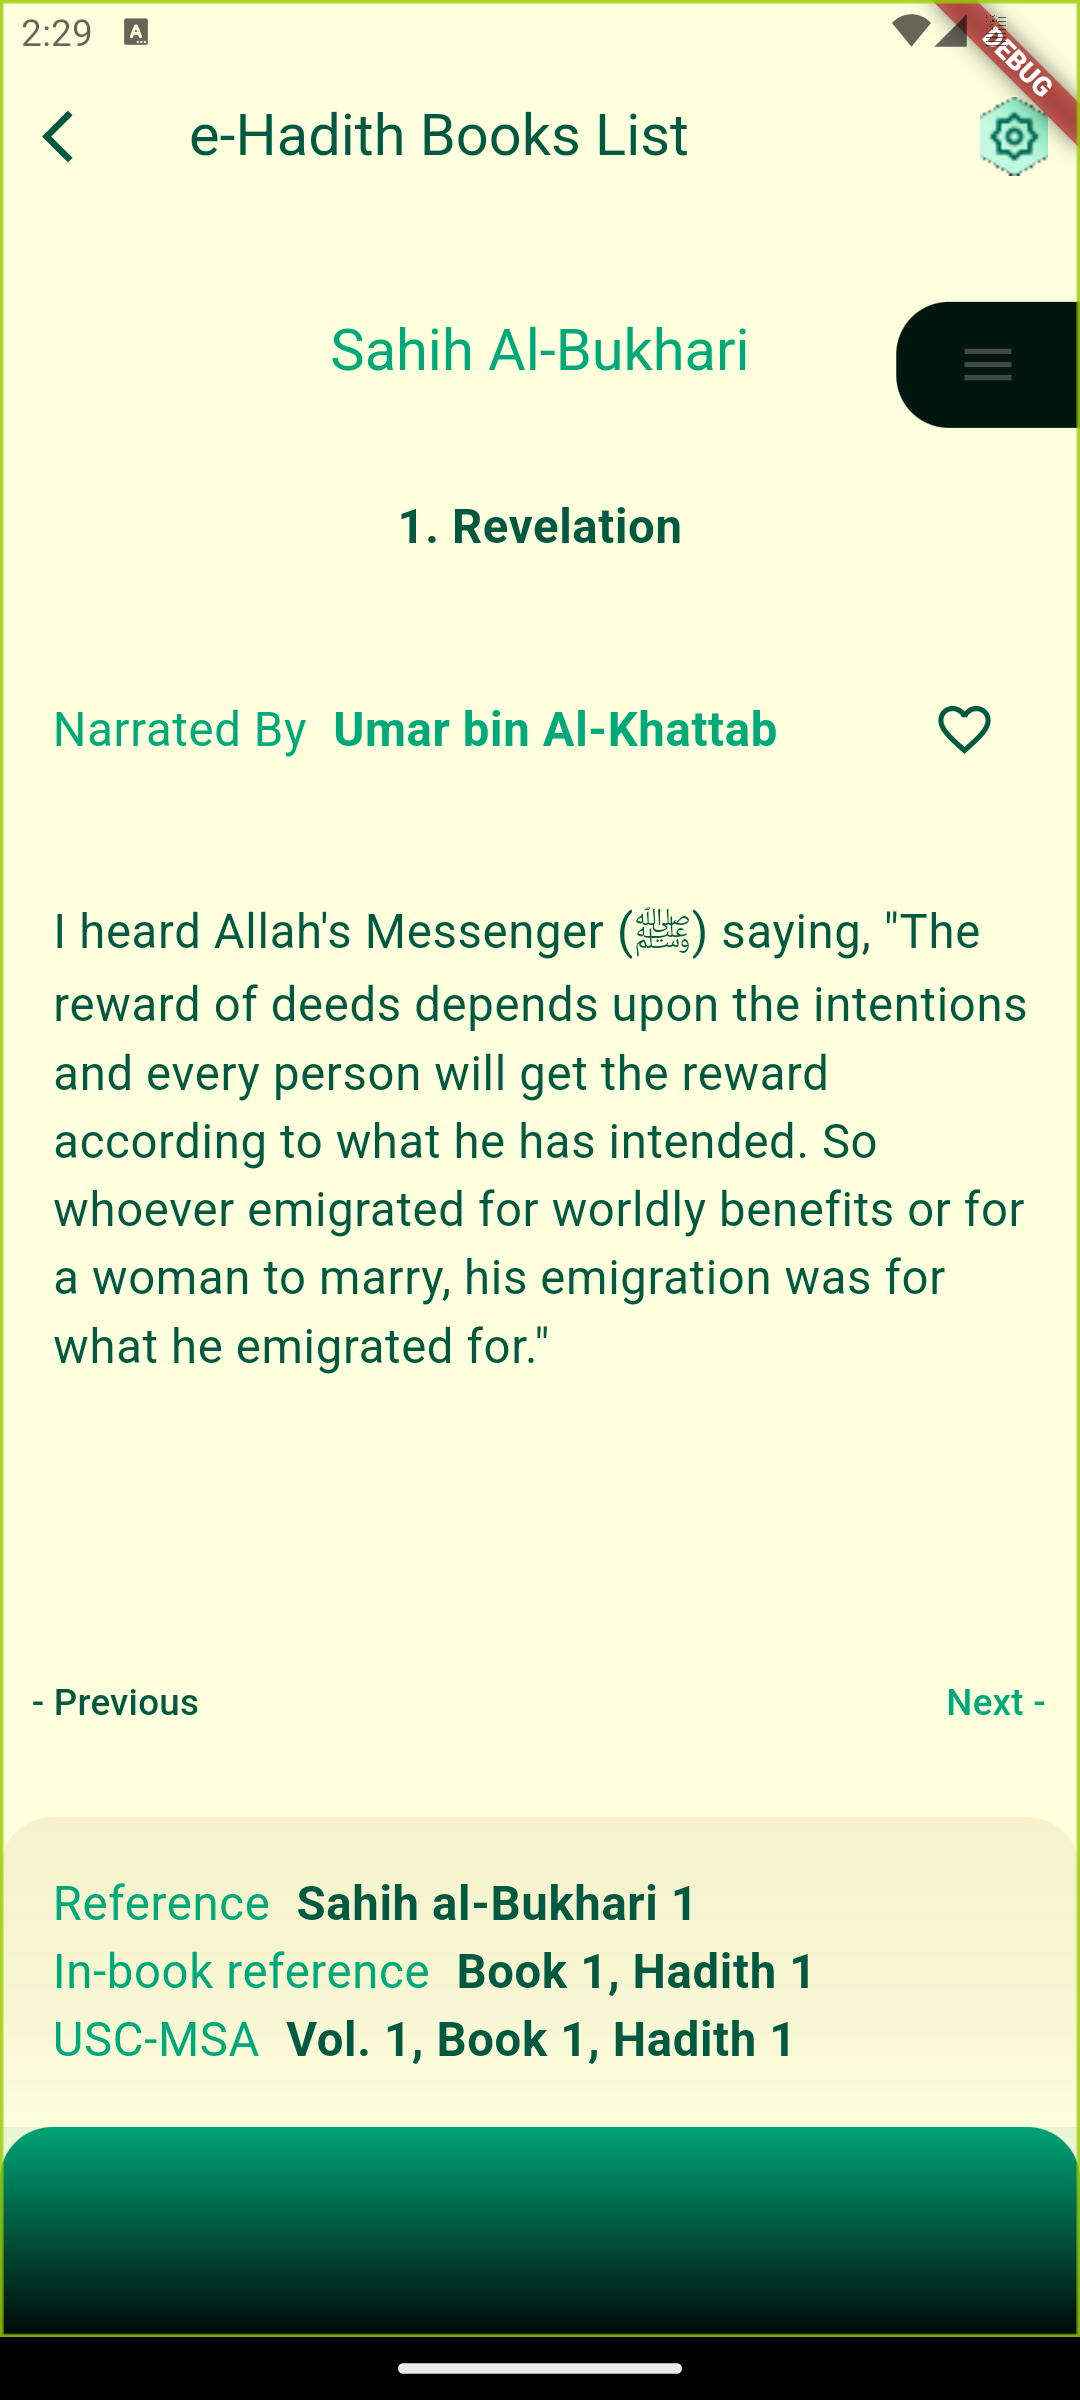 2:29
A
DEBUG
e-Hadith Books List
Sahih Al-Bukhari
1. Revelation
Narrated By Umar bin Al-Khattab
I heard Allah's Messenger (ﷺ) saying, "The
reward of deeds depends upon the intentions
and every person will get the reward
according to what he has intended. So
whoever emigrated for worldly benefits or for
a woman to marry, his emigration was for
what he emigrated for."
- Previous
Next -
Reference Sahih al-Bukhari 1
In-book reference Book 1, Hadith 1
USC-MSA Vol. 1, Book 1, Hadith 1